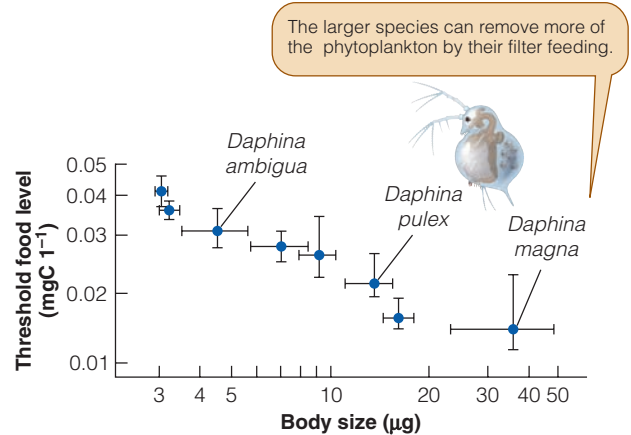 The larger species can remove more of
the phytoplankton by their filter feeding.
Threshold food level
(mgC 1–1)
0.05
0.04
0.03
0.02
0.01
Daphina
ambigua
Daphina
pulex
Daphina
magna
3 4 5 10 20 30 40 50
Body size (μg)